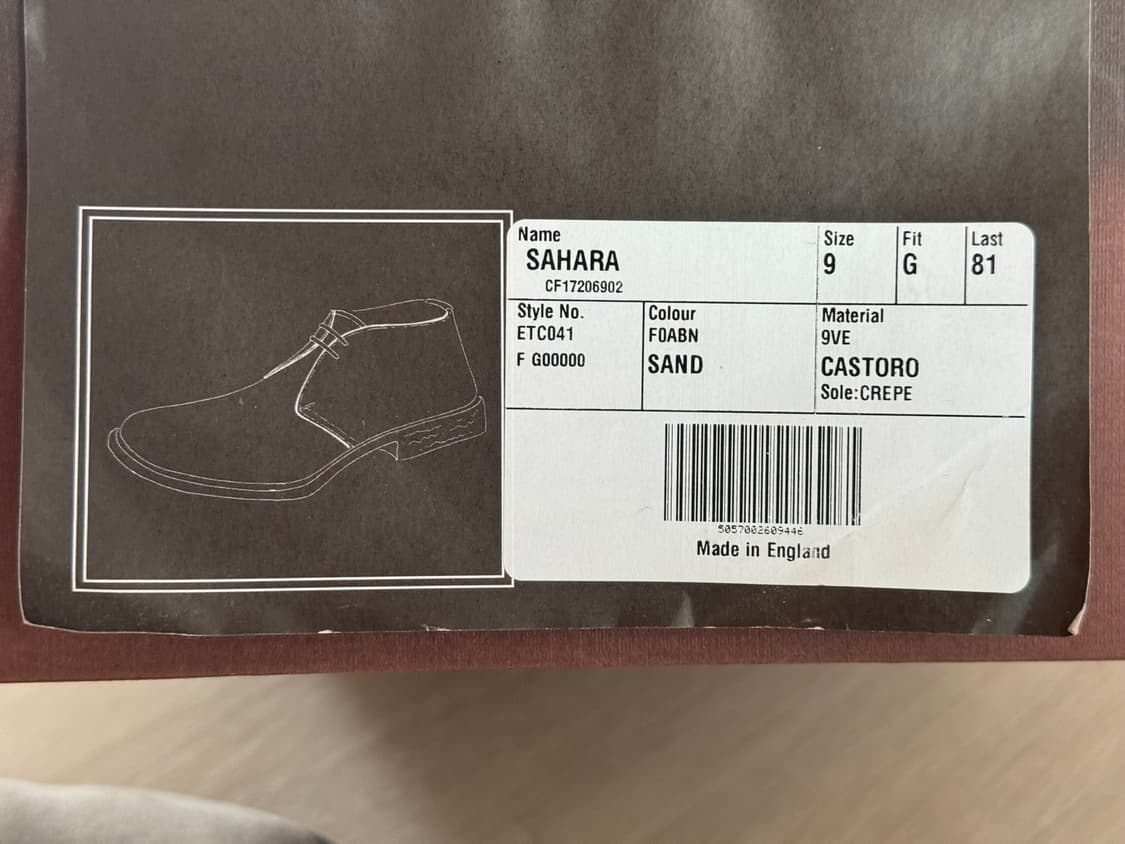 Name
SAHARA
CF17206902
Size
9
Fit
G
Last
81
Style No.
ETC041
F G00000
Colour
F0ABN
SAND
Material
9VE
CASTORO
Sole:CREPE
5057002609446
Made in England